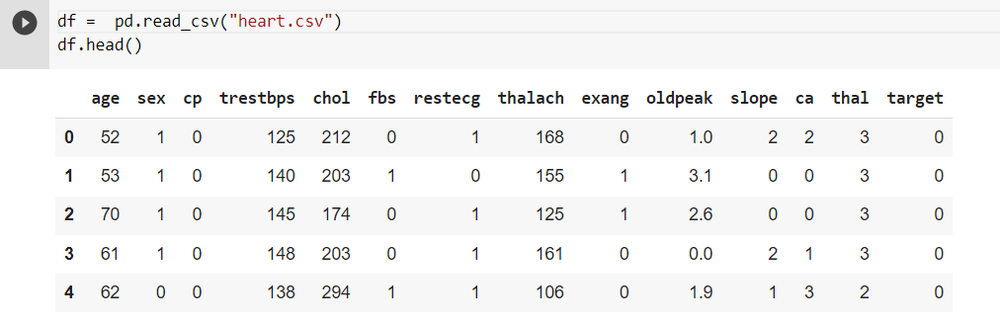 df =  pd.read_csv("heart.csv")
df.head()
age sex cp trestbps chol fbs restecg thalach exang oldpeak slope ca thal target
0 52 1 0 125 212 0 1 168 0 1.0 2 2 3 0
1 53 1 0 140 203 1 0 155 1 3.1 0 0 3 0
2 70 1 0 145 174 0 1 125 1 2.6 0 0 3 0
3 61 1 0 148 203 0 1 161 0 0.0 2 1 3 0
4 62 0 0 138 294 1 1 106 0 1.9 1 3 2 0